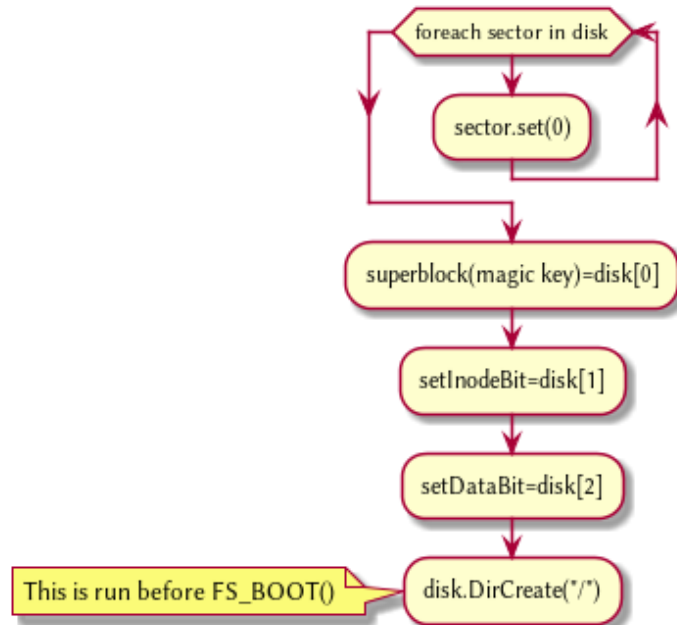 foreach sector in disk
sector.set(0)
superblock(magic key)=disk[0]
setInodeBit=disk[1]
setDataBit=disk[2]
This is run before FS_BOOT()
disk.DirCreate("/")